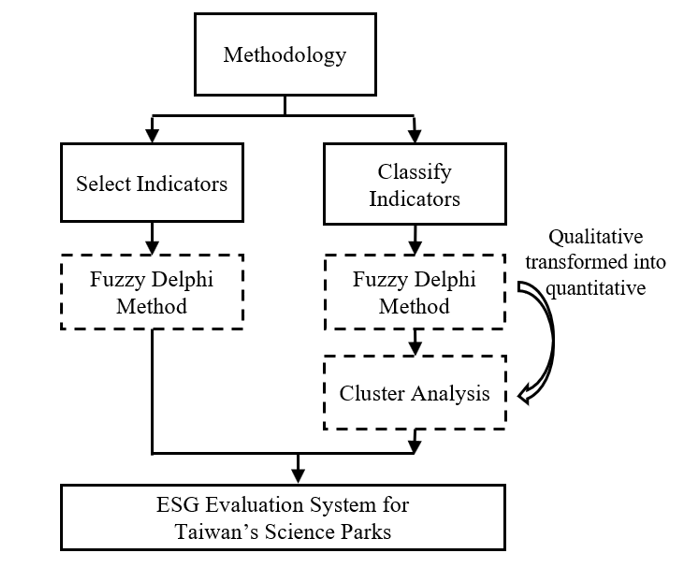 Methodology
Select Indicators
Classify
Indicators
Fuzzy Delphi
Method
Fuzzy Delphi
Method
Qualitative
transformed into
quantitative
Cluster Analysis
ESG Evaluation System for
Taiwan’s Science Parks